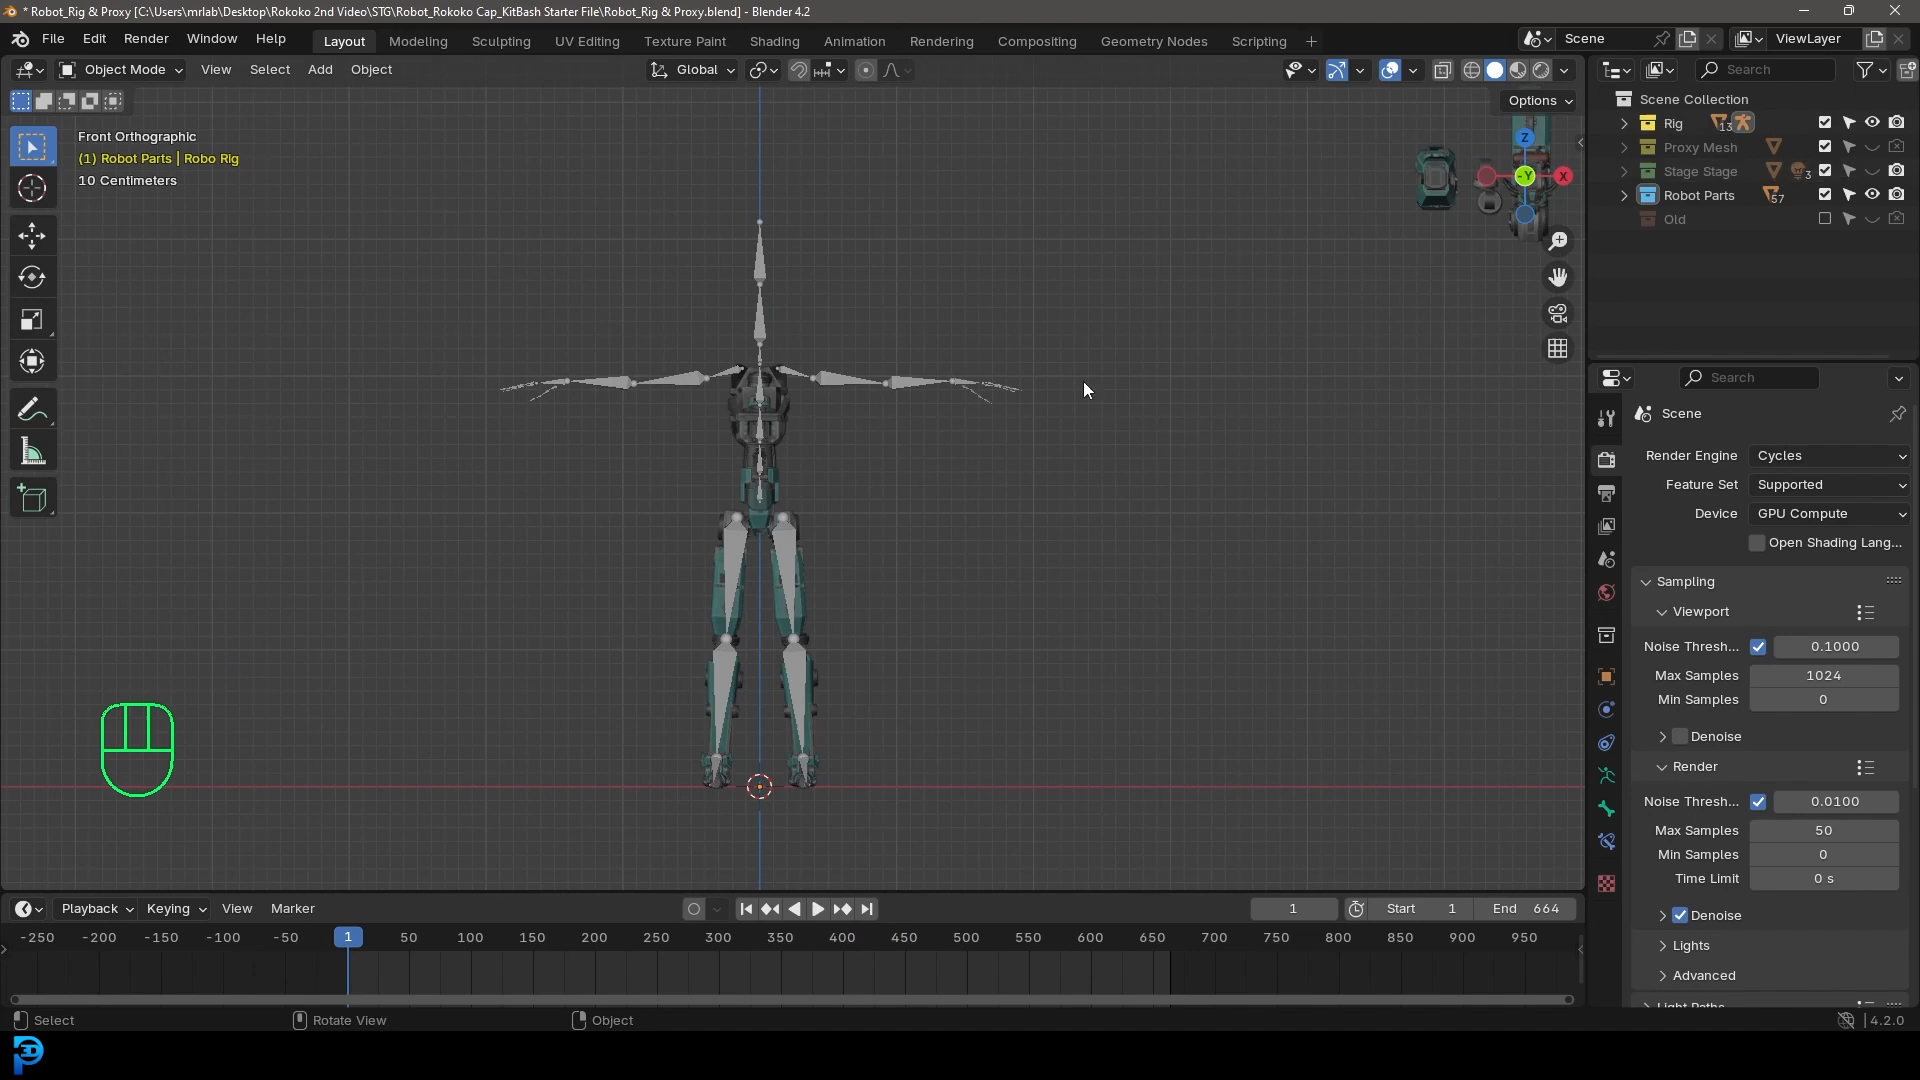 * Robot_Rig & Proxy [C:\Users\mrlab\Desktop\Rokoko 2nd Video\STG\Robot_Rokoko Cap_KitBash Starter File\Robot_Rig & Proxy.blend] - Blender 4.2
File Edit Render Window Help Layout Modeling Sculpting UV Editing Texture Paint Shading Animation Rendering Compositing Geometry Nodes Scripting + Scene ViewLayer
Object Mode View Select Add Object Global Search
Options
Front Orthographic
(1) Robot Parts | Robo Rig
10 Centimeters
Z
-Y
X
Scene Collection
Rig 13
Proxy Mesh
Stage Stage 3
Robot Parts 57
Old
Search
Scene
Render Engine Cycles
Feature Set Supported
Device GPU Compute
Open Shading Lang...
Sampling
Viewport
Noise Thresh... 0.1000
Max Samples 1024
Min Samples 0
Denoise
Render
Noise Thresh... 0.0100
Max Samples 50
Min Samples 0
Time Limit 0 s
Denoise
Lights
Advanced
Light Paths
Playback Keying View Marker 1 Start 1 End 664
-250 -200 -150 -100 -50 1 50 100 150 200 250 300 350 400 450 500 550 600 650 700 750 800 850 900 950
Select Rotate View Object 4.2.0